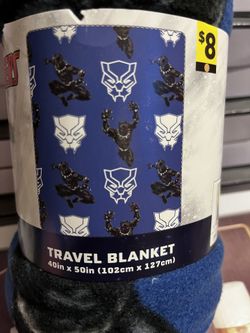 $8
TRAVEL BLANKET
40in x 50in (102cm x 127cm)